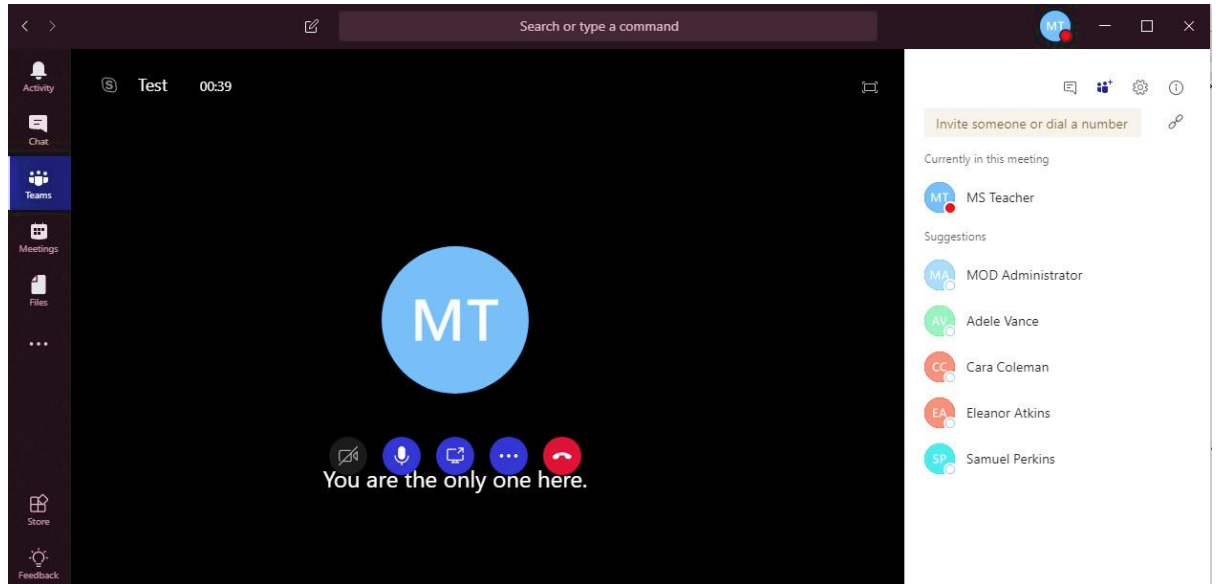 Search or type a command
MT
Activity
Chat
Teams
Meetings
Files
Store
Feedback
S Test 00:39
MT
You are the only one here.
Invite someone or dial a number
Currently in this meeting
MT MS Teacher
Suggestions
MA MOD Administrator
AV Adele Vance
CC Cara Coleman
EA Eleanor Atkins
SP Samuel Perkins